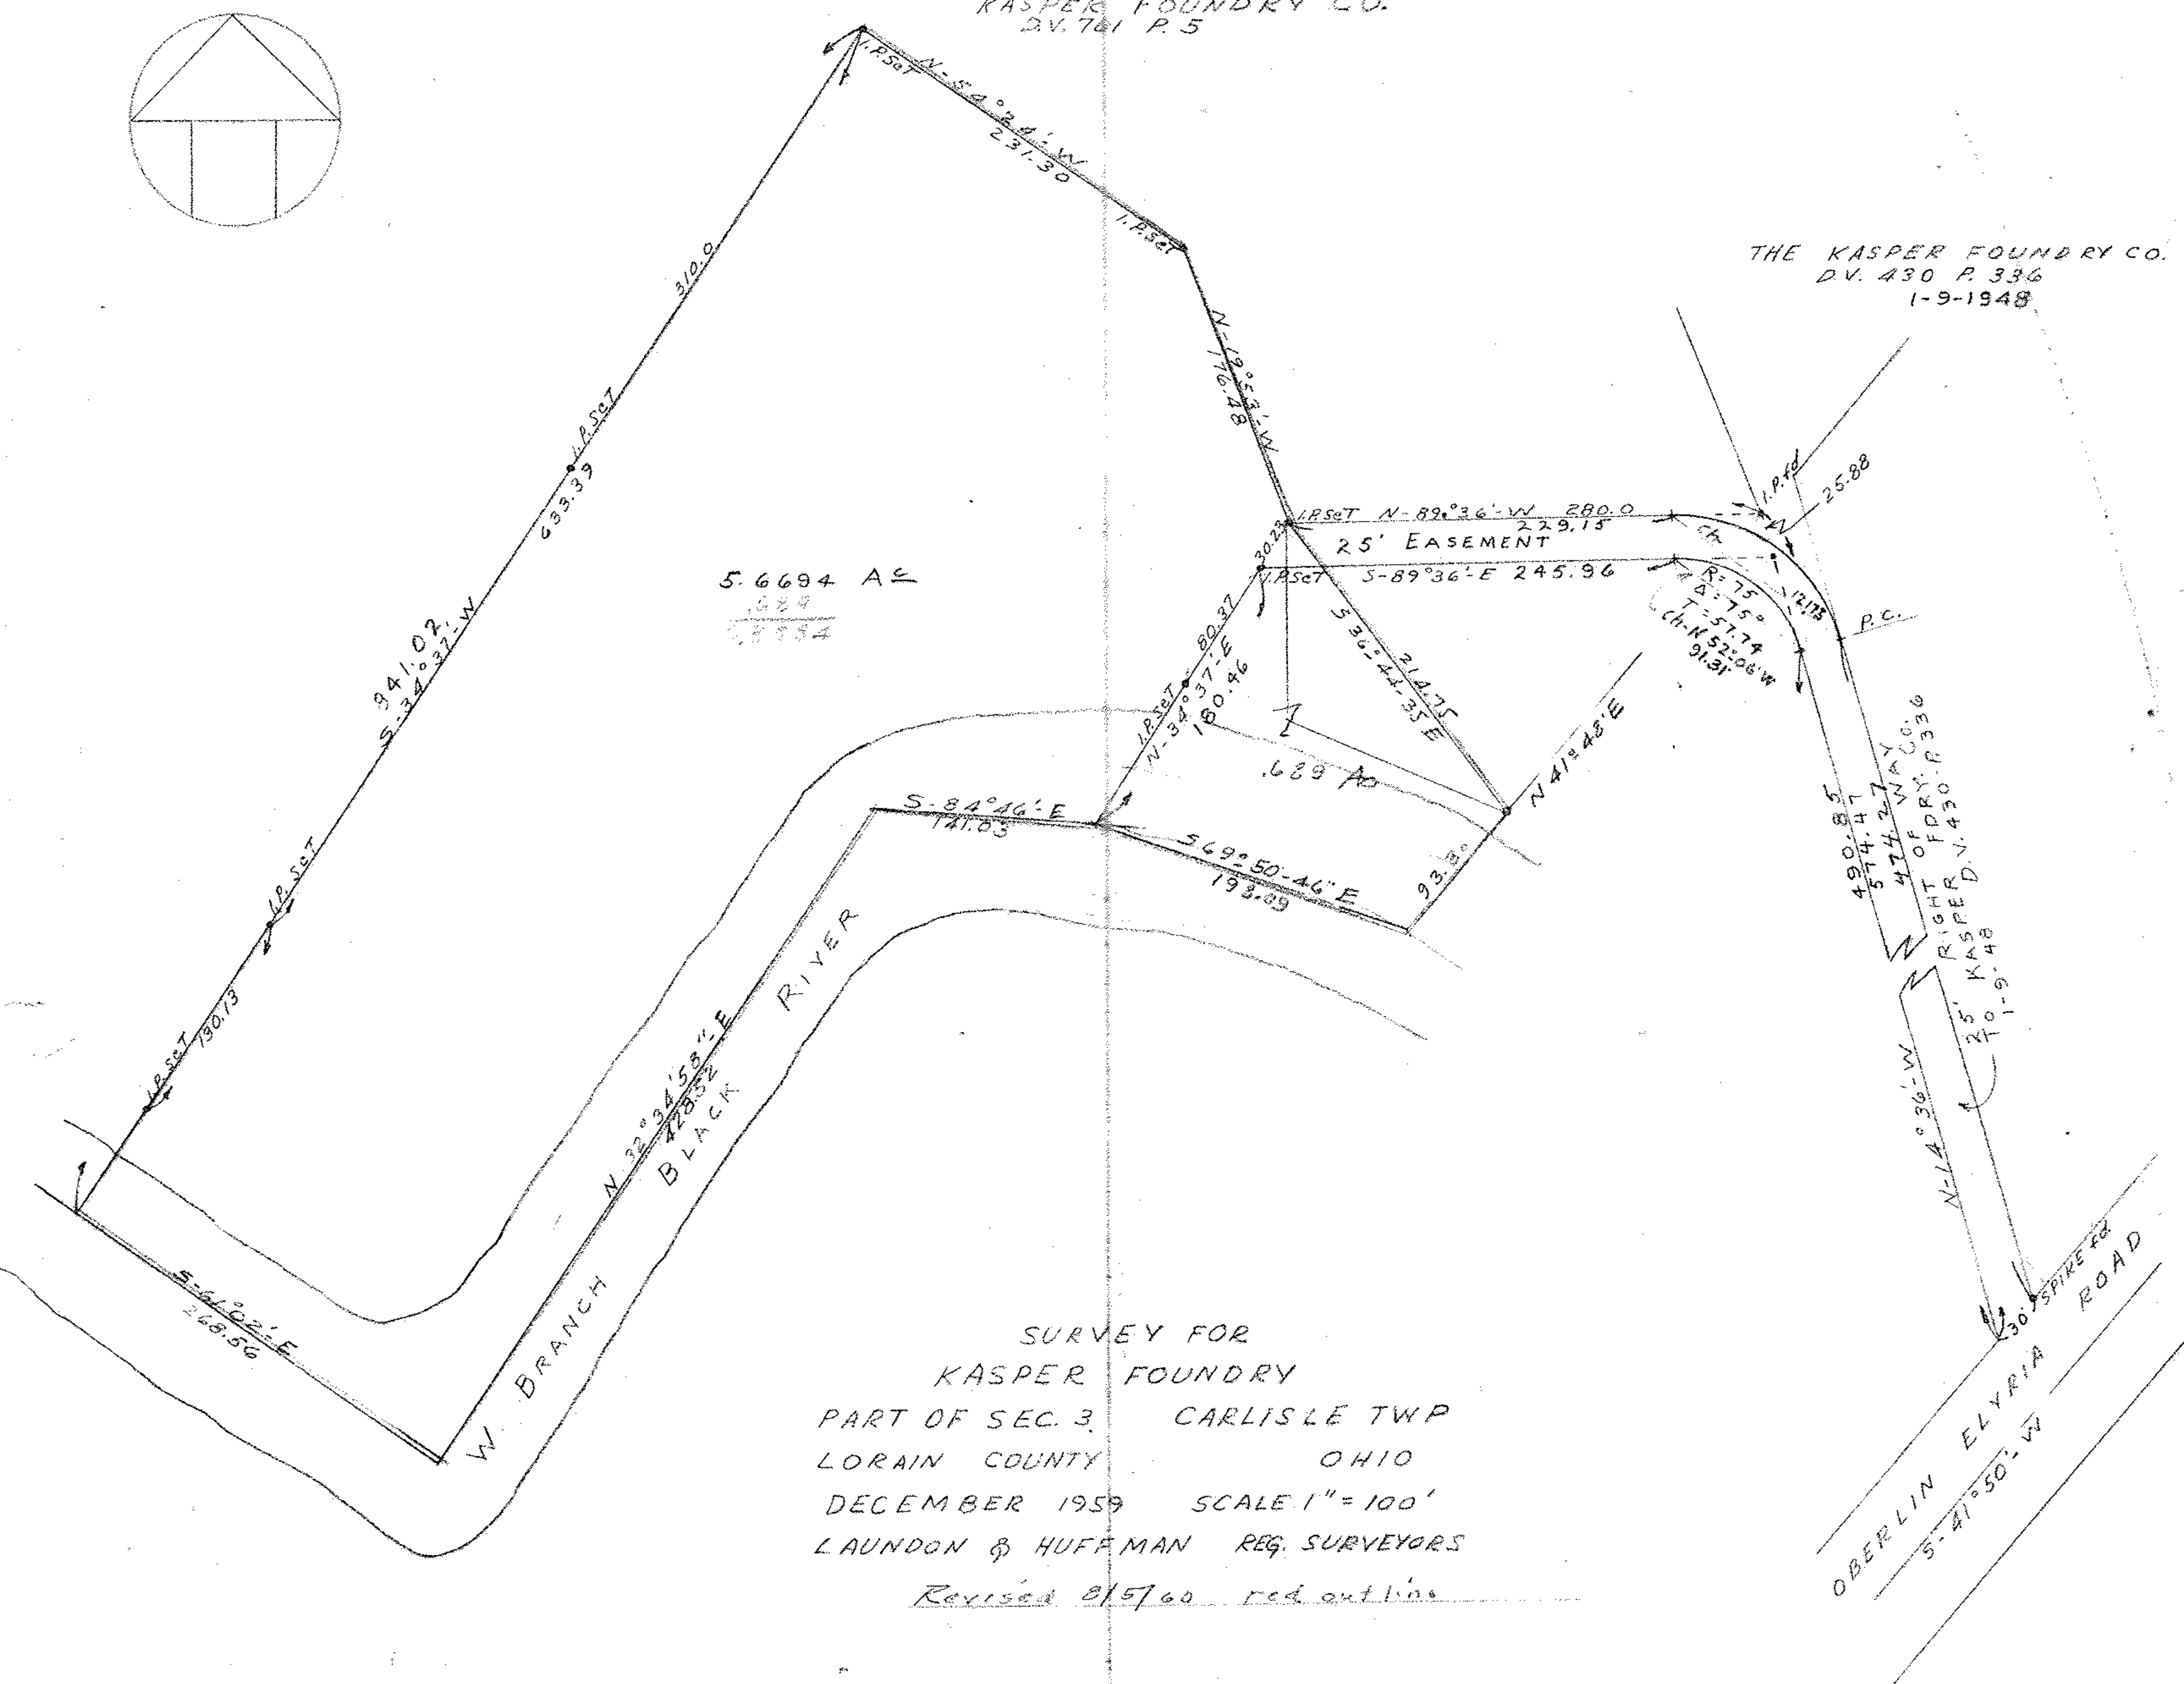 KASPER FOUNDRY CO.
D.V. 761 P. 5
I.P. Set
N-54°24'-W
231.30
I.P. Set
THE KASPER FOUNDRY CO.
D.V. 430 P. 336
1-9-1948
310.0
N-19°53'-W
176.48
I.P. Set
633.39
I.P. fd
25.88
I.P. Set N-89°36'-W 280.0
229.15
25' EASEMENT
ch
30.23
I.P. Set S-89°36'-E 245.96
R=75
Δ=75°
T=57.74
Ch-N52°06'W
91.31
121.73
P.C.
5.6694 Ac
.689
941.02
S-34°37'-W
80.37
I.P. Set
N-34°37'-E
180.46
214.75
S 36°44'-35 E
N 41°48'E
.689 Ac
S-84°46'-E
141.03
S 69°50'-46" E
193.09
93.30
490.85
574.47
474.27
RIGHT OF WAY
KASPER FDRY. CO.
D.V. 430 P. 336
25'
TO
1-9-48
I.P. Set
190.13
I.P. Set
N-32°34'58"-E
428.52
W. BRANCH BLACK RIVER
N-14°36'-W
S-61°02'-E
268.56
30'
SPIKE fd.
OBERLIN ELYRIA ROAD
S-41°50'-W
SURVEY FOR
KASPER FOUNDRY
PART OF SEC. 3 CARLISLE TWP
LORAIN COUNTY OHIO
DECEMBER 1959 SCALE 1"=100'
LAUNDON & HUFFMAN REG. SURVEYORS
Revised 8/5/60 red outline